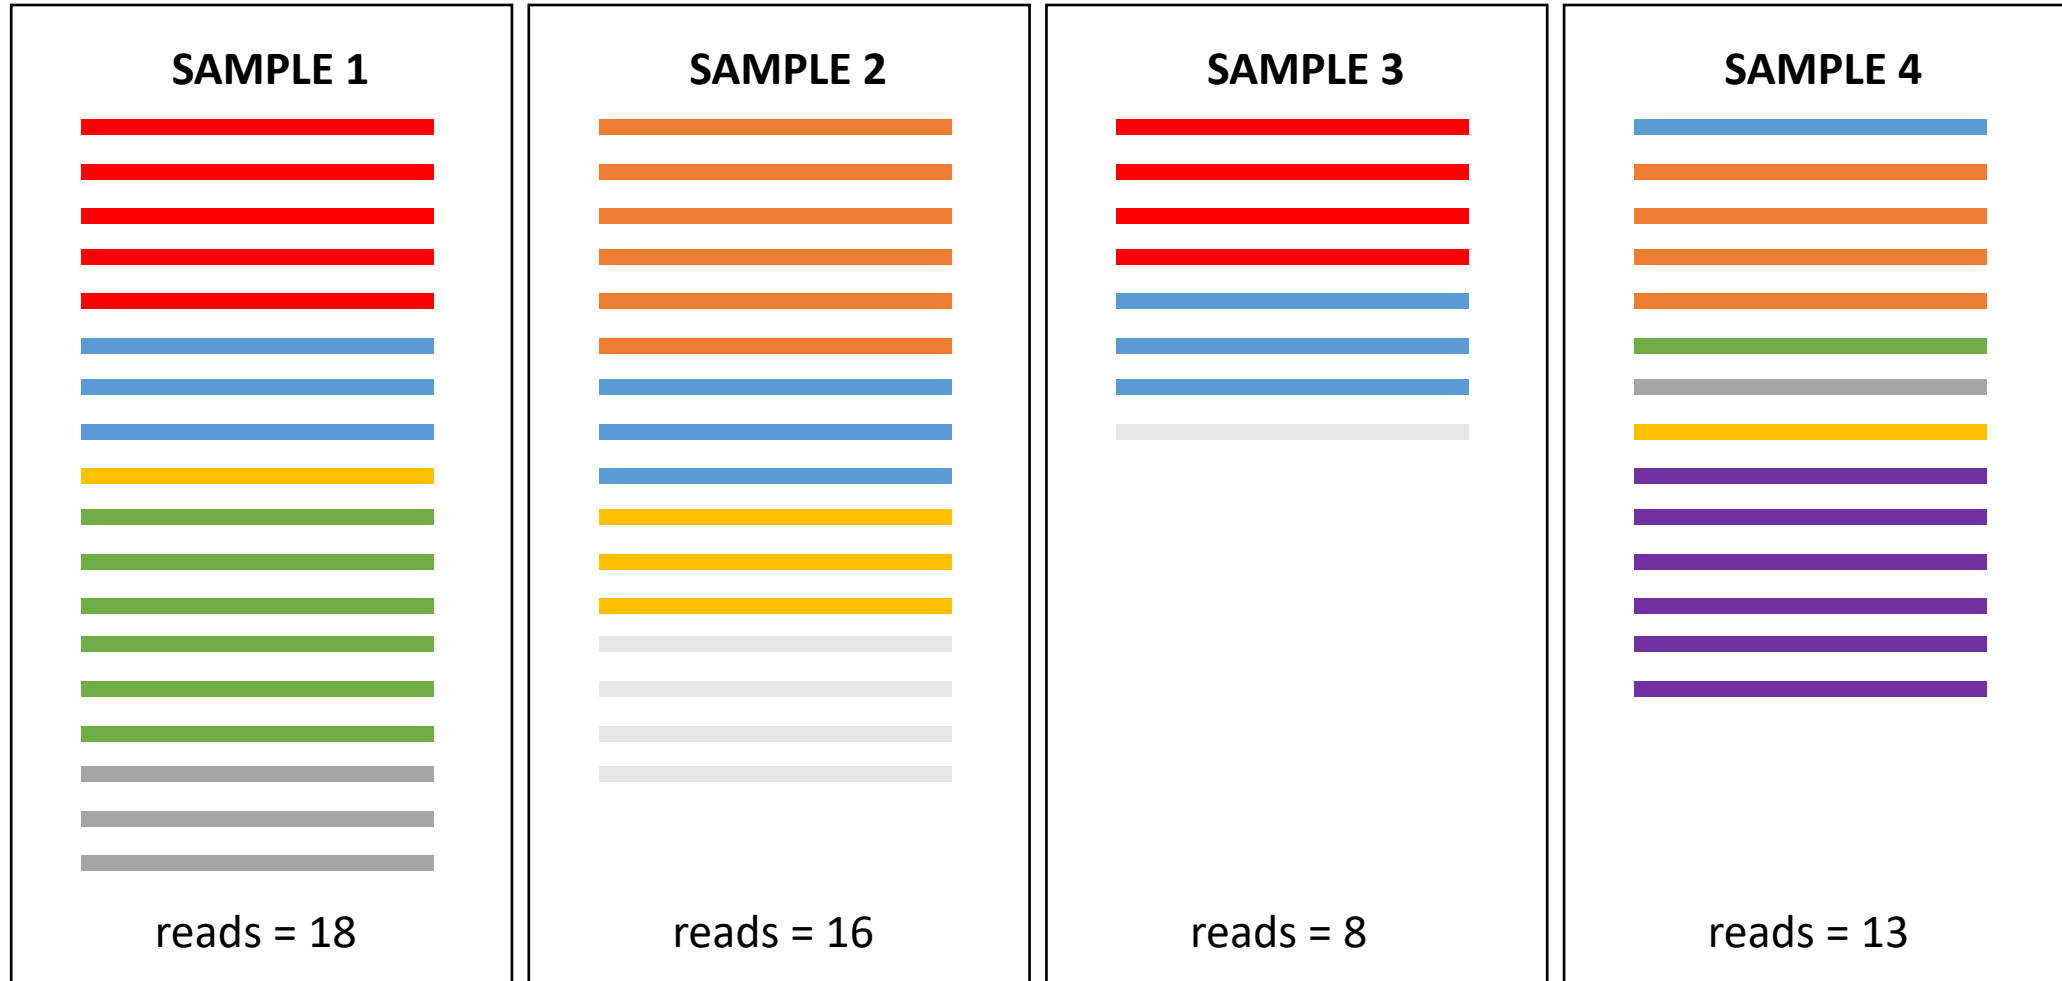 SAMPLE 1
reads = 18
SAMPLE 2
reads = 16
SAMPLE 3
reads = 8
SAMPLE 4
reads = 13